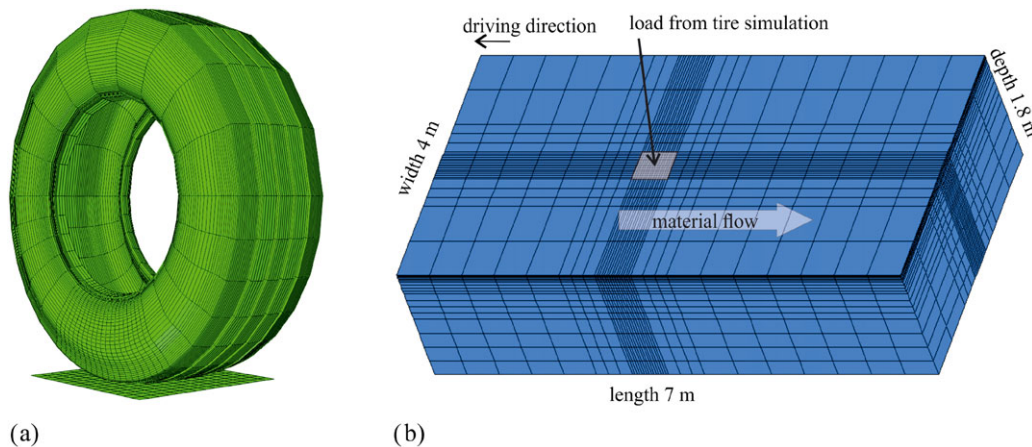 driving direction
load from tire simulation
depth 1.8 m
width 4 m
material flow
length 7 m
(a)
(b)